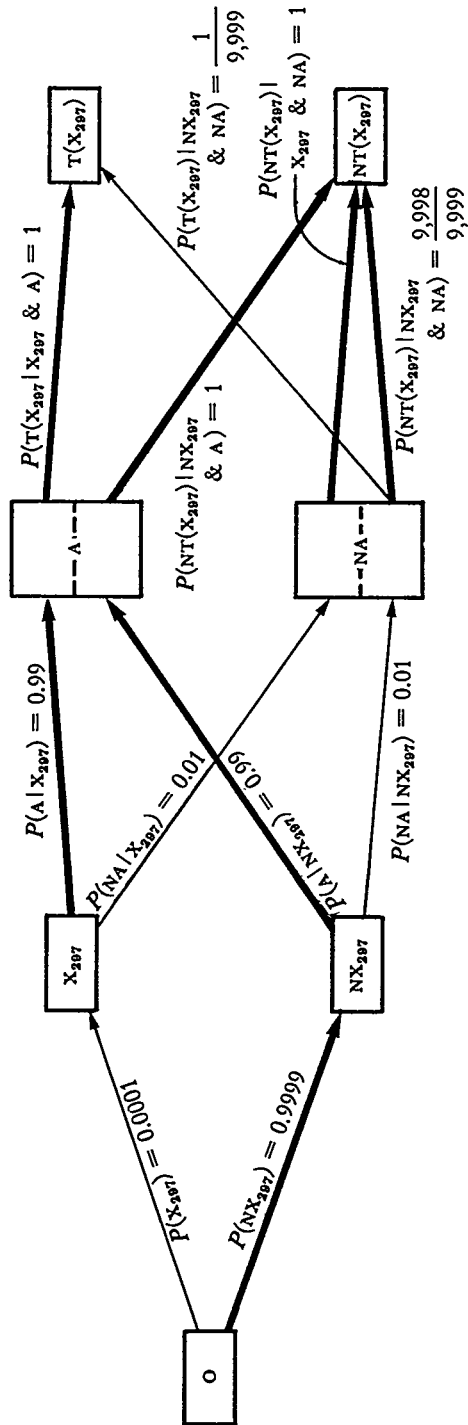 O
P(X₂₉₇) = 0.0001
P(NX₂₉₇) = 0.9999
X₂₉₇
NX₂₉₇
P(A | X₂₉₇) = 0.99
P(NA | X₂₉₇) = 0.01
P(A | NX₂₉₇) = 0.99
P(NA | NX₂₉₇) = 0.01
A
NA
P(T(X₂₉₇ | X₂₉₇ & A) = 1
P(NT(X₂₉₇) | NX₂₉₇
& A) = 1
P(T(X₂₉₇) | NX₂₉₇
& NA) = 1/9,999
P(NT(X₂₉₇) |
X₂₉₇ & NA) = 1
P(NT(X₂₉₇) | NX₂₉₇
& NA) = 9,998/9,999
T(X₂₉₇)
NT(X₂₉₇)